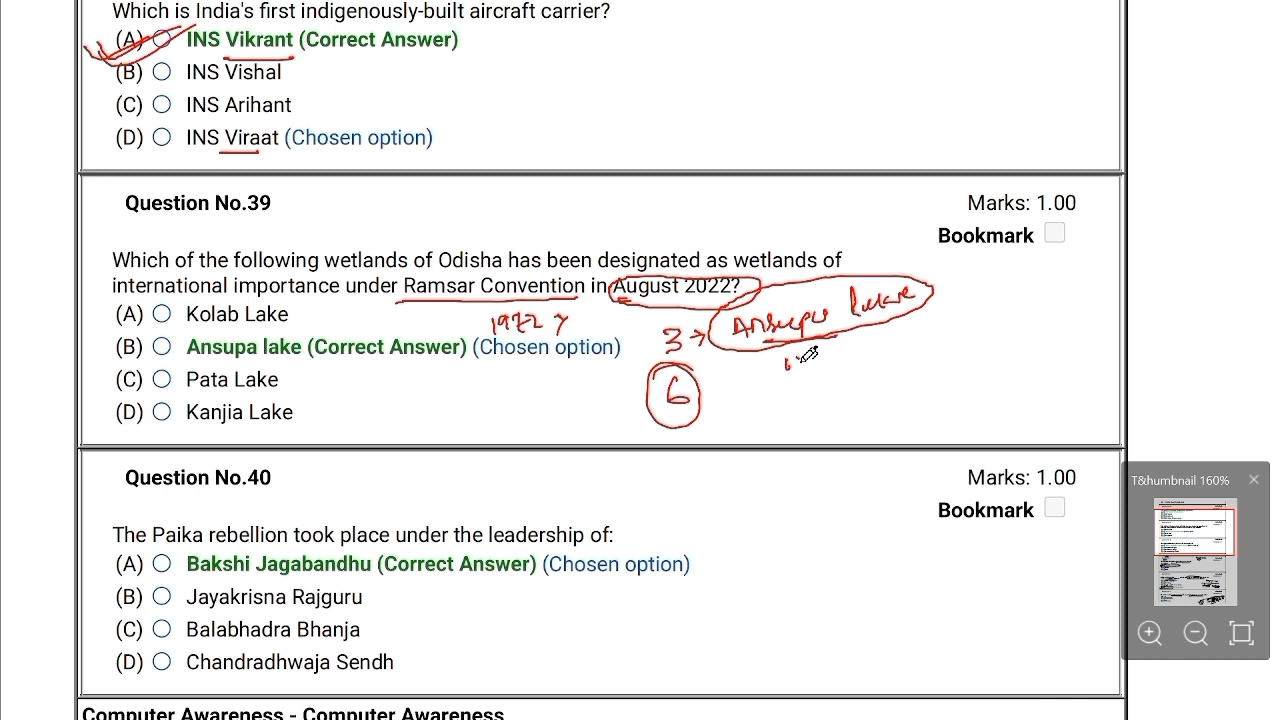 Which is India's first indigenously-built aircraft carrier?
(A) INS Vikrant (Correct Answer)
(B) INS Vishal
(C) INS Arihant
(D) INS Viraat (Chosen option)
Question No.39 Marks: 1.00
Bookmark
Which of the following wetlands of Odisha has been designated as wetlands of
international importance under Ramsar Convention in August 2022?
(A) Kolab Lake
1972
(B) Ansupa lake (Correct Answer) (Chosen option)
3 → Ansupa lake
(C) Pata Lake
6
(D) Kanjia Lake
Question No.40 Marks: 1.00
Bookmark
The Paika rebellion took place under the leadership of:
(A) Bakshi Jagabandhu (Correct Answer) (Chosen option)
(B) Jayakrisna Rajguru
(C) Balabhadra Bhanja
(D) Chandradhwaja Sendh
Computer Awareness - Computer Awareness
T&humbnail 160%